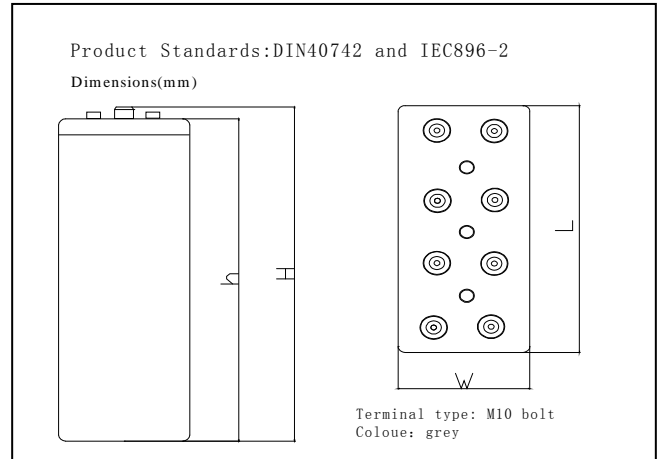 Product Standards:DIN40742 and IEC896-2
Dimensions(mm)
h
H
L
W
Terminal type: M10 bolt
Coloue: grey